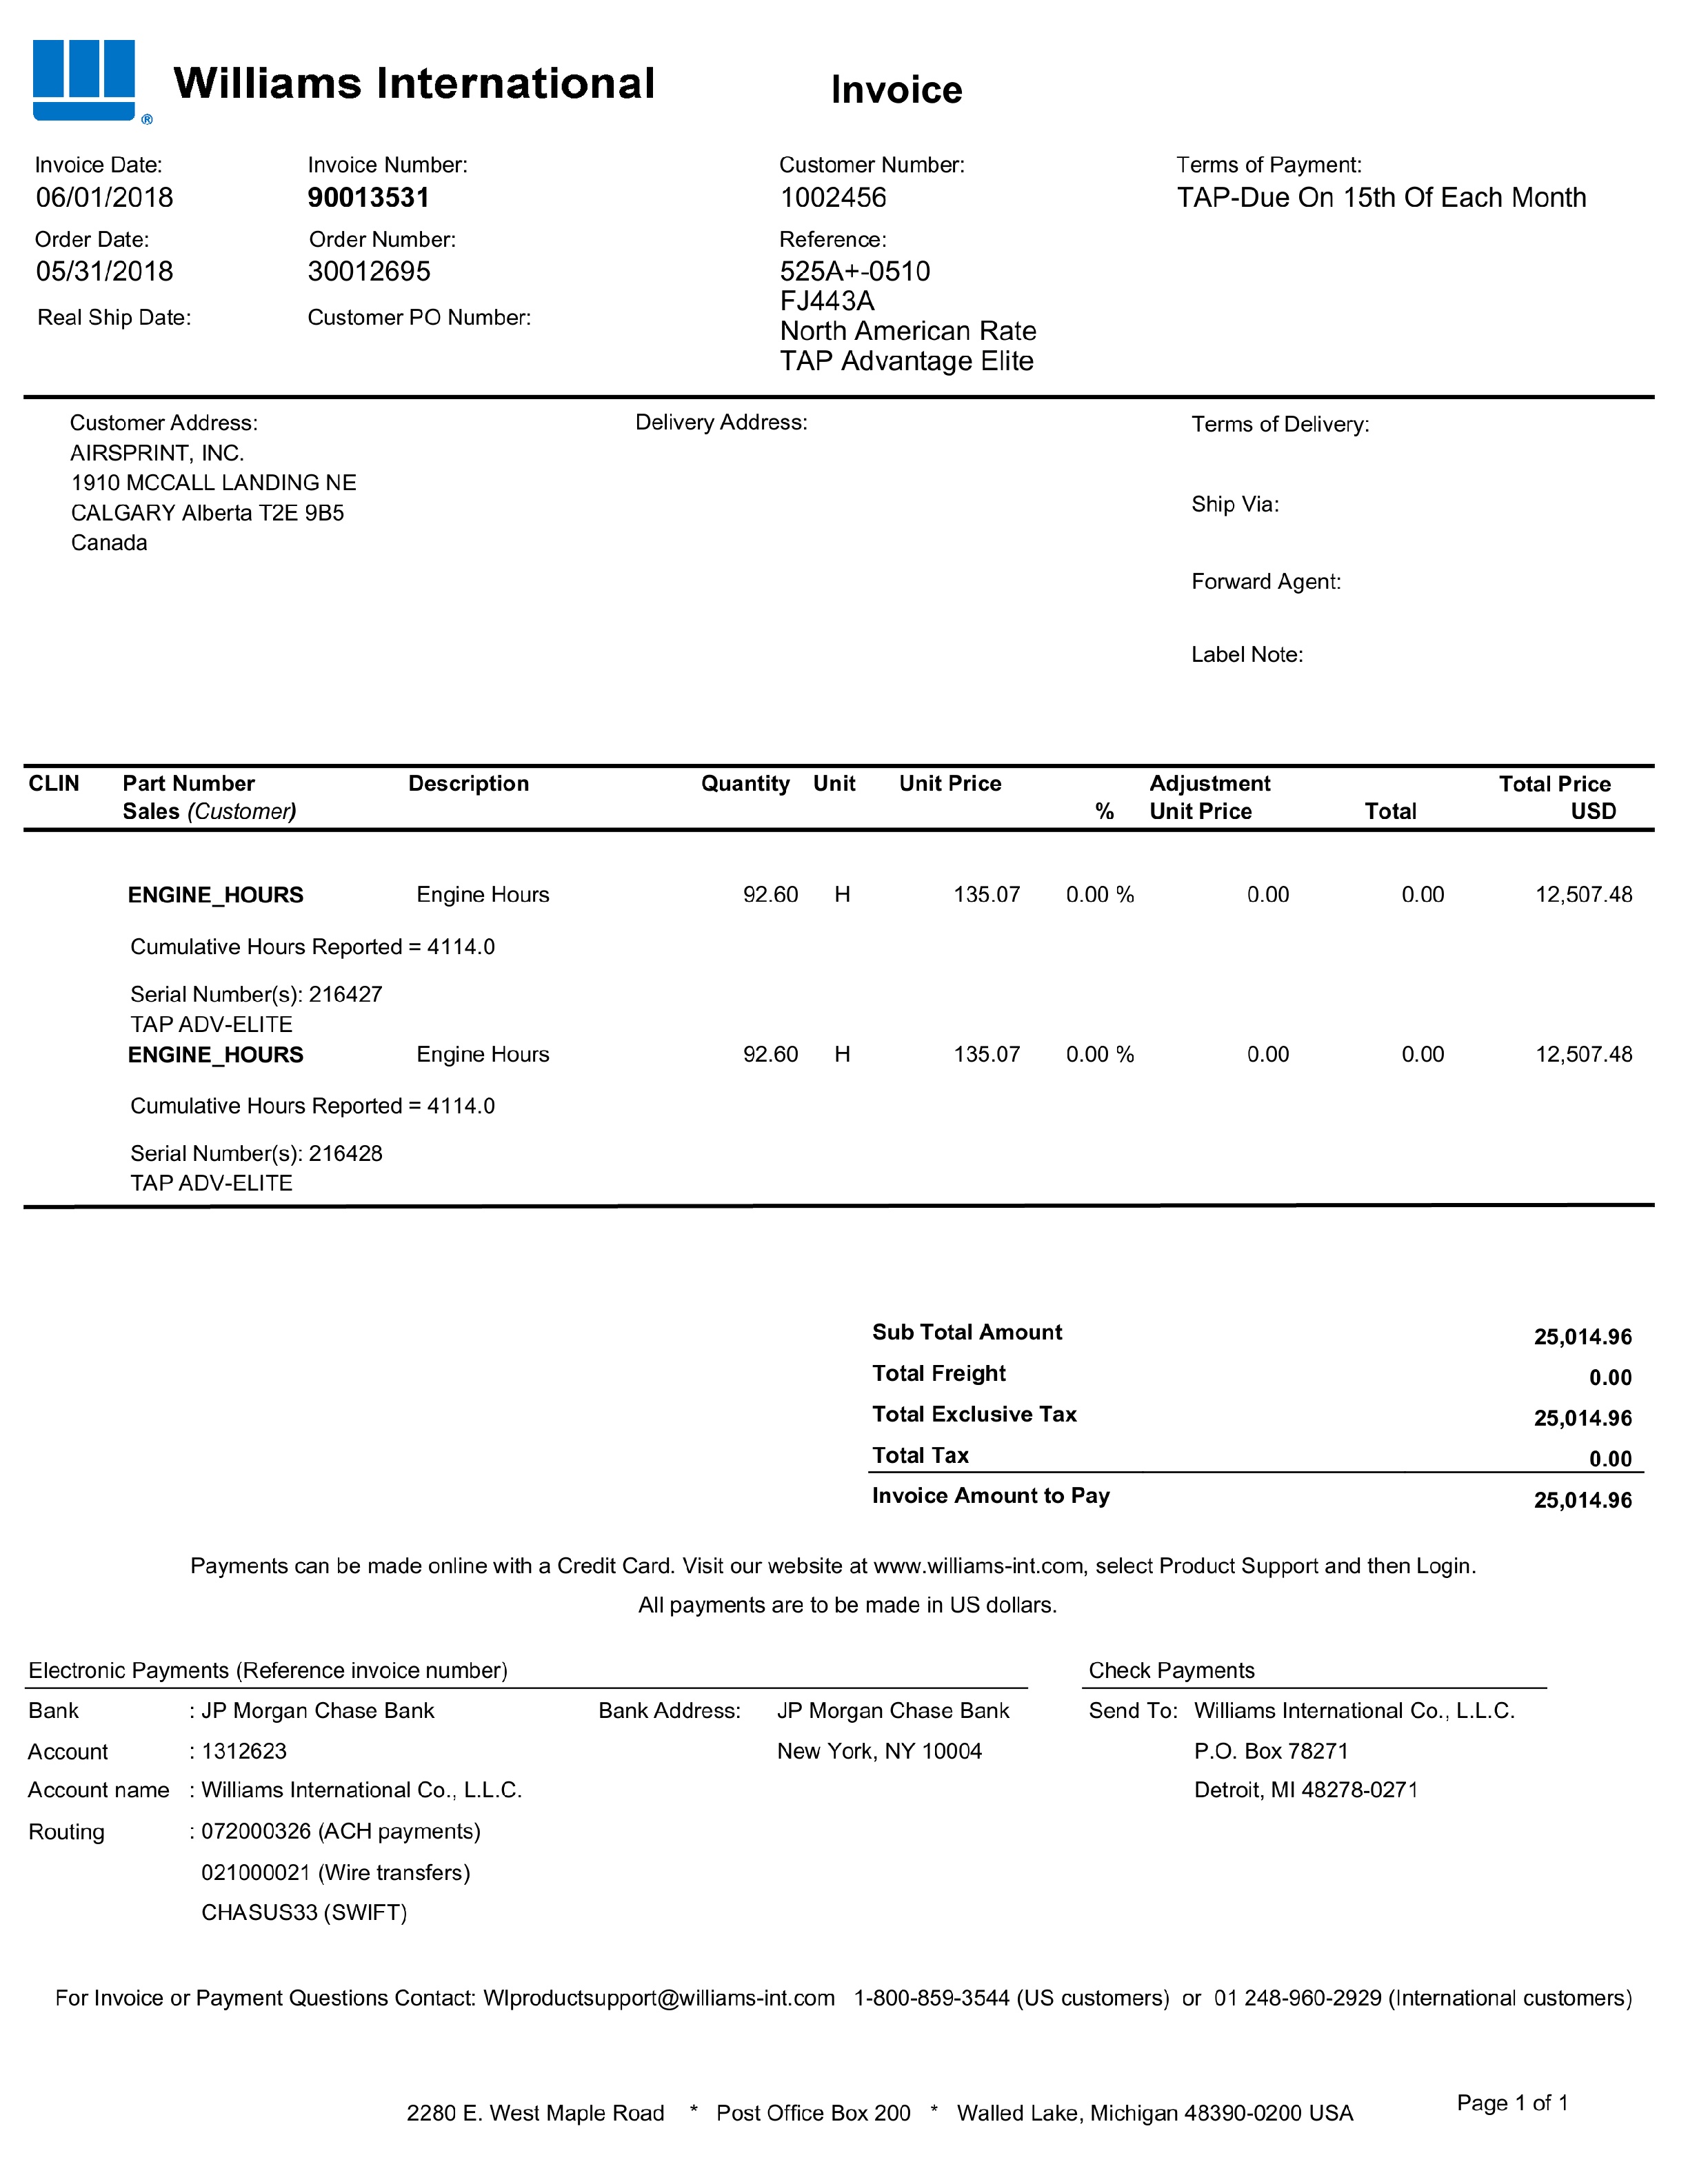 Williams International
Invoice
®
Invoice Date: Invoice Number: Customer Number: Terms of Payment:
06/01/2018 90013531 1002456 TAP-Due On 15th Of Each Month
Order Date: Order Number: Reference:
05/31/2018 30012695 525A+-0510
FJ443A
Real Ship Date: Customer PO Number:
North American Rate
TAP Advantage Elite
Customer Address: Delivery Address: Terms of Delivery:
AIRSPRINT, INC.
1910 MCCALL LANDING NE
CALGARY Alberta T2E 9B5
Canada
Ship Via:
Forward Agent:
Label Note:
CLIN Part Number Description Quantity Unit Unit Price Adjustment Total Price
Sales (Customer) % Unit Price Total USD
ENGINE_HOURS Engine Hours 92.60 H 135.07 0.00 % 0.00 0.00 12,507.48
Cumulative Hours Reported = 4114.0
Serial Number(s): 216427
TAP ADV-ELITE
ENGINE_HOURS Engine Hours 92.60 H 135.07 0.00 % 0.00 0.00 12,507.48
Cumulative Hours Reported = 4114.0
Serial Number(s): 216428
TAP ADV-ELITE
Sub Total Amount 25,014.96
Total Freight 0.00
Total Exclusive Tax 25,014.96
Total Tax 0.00
Invoice Amount to Pay 25,014.96
Payments can be made online with a Credit Card. Visit our website at www.williams-int.com, select Product Support and then Login.
All payments are to be made in US dollars.
Electronic Payments (Reference invoice number) Check Payments
Bank : JP Morgan Chase Bank Bank Address: JP Morgan Chase Bank Send To: Williams International Co., L.L.C.
Account : 1312623 New York, NY 10004 P.O. Box 78271
Account name : Williams International Co., L.L.C. Detroit, MI 48278-0271
Routing : 072000326 (ACH payments)
021000021 (Wire transfers)
CHASUS33 (SWIFT)
For Invoice or Payment Questions Contact: WIproductsupport@williams-int.com 1-800-859-3544 (US customers) or 01 248-960-2929 (International customers)
2280 E. West Maple Road * Post Office Box 200 * Walled Lake, Michigan 48390-0200 USA
Page 1 of 1